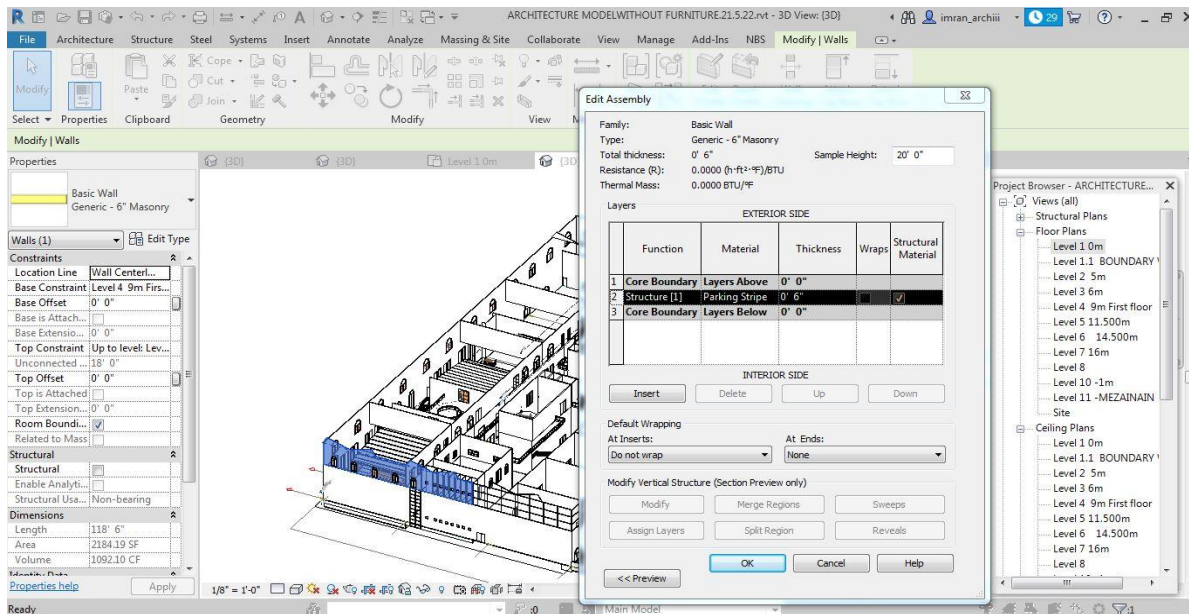 ARCHITECTURE MODELWITHOUT FURNITURE.21.5.22.rvt - 3D View: {3D}
imran_archiii
29
File Architecture Structure Steel Systems Insert Annotate Analyze Massing & Site Collaborate View Manage Add-Ins NBS Modify | Walls
Modify
Paste
Cope
Cut
Join
Select Properties Clipboard Geometry Modify View
Modify | Walls
Properties
Basic Wall
Generic - 6" Masonry
Walls (1) Edit Type
Constraints
Location Line Wall Centerl...
Base Constraint Level 4 9m Firs...
Base Offset 0' 0"
Base is Attach...
Base Extensio... 0' 0"
Top Constraint Up to level: Lev...
Unconnected ... 18' 0"
Top Offset 0' 0"
Top is Attached
Top Extension... 0' 0"
Room Boundi...
Related to Mass
Structural
Structural
Enable Analyti...
Structural Usa... Non-bearing
Dimensions
Length 118' 6"
Area 2184.19 SF
Volume 1092.10 CF
Identity Data
Properties help Apply
Ready
{3D} {3D} Level 1 0m {3D
1/8" = 1'-0"
:0 Main Model
Edit Assembly
Family: Basic Wall
Type: Generic - 6" Masonry
Total thickness: 0' 6" Sample Height: 20' 0"
Resistance (R): 0.0000 (h·ft²·ºF)/BTU
Thermal Mass: 0.0000 BTU/ºF
Layers
EXTERIOR SIDE
Function Material Thickness Wraps Structural Material
1 Core Boundary Layers Above 0' 0"
2 Structure [1] Parking Stripe 0' 6"
3 Core Boundary Layers Below 0' 0"
INTERIOR SIDE
Insert Delete Up Down
Default Wrapping
At Inserts: At Ends:
Do not wrap None
Modify Vertical Structure (Section Preview only)
Modify Merge Regions Sweeps
Assign Layers Split Region Reveals
OK Cancel Help
<< Preview
Project Browser - ARCHITECTURE...
Views (all)
Structural Plans
Floor Plans
Level 1 0m
Level 1.1 BOUNDARY
Level 2 5m
Level 3 6m
Level 4 9m First floor
Level 5 11.500m
Level 6 14.500m
Level 7 16m
Level 8
Level 10 -1m
Level 11 -MEZAINAIN
Site
Ceiling Plans
Level 1 0m
Level 1.1 BOUNDARY
Level 2 5m
Level 3 6m
Level 4 9m First floor
Level 5 11.500m
Level 6 14.500m
Level 7 16m
Level 8